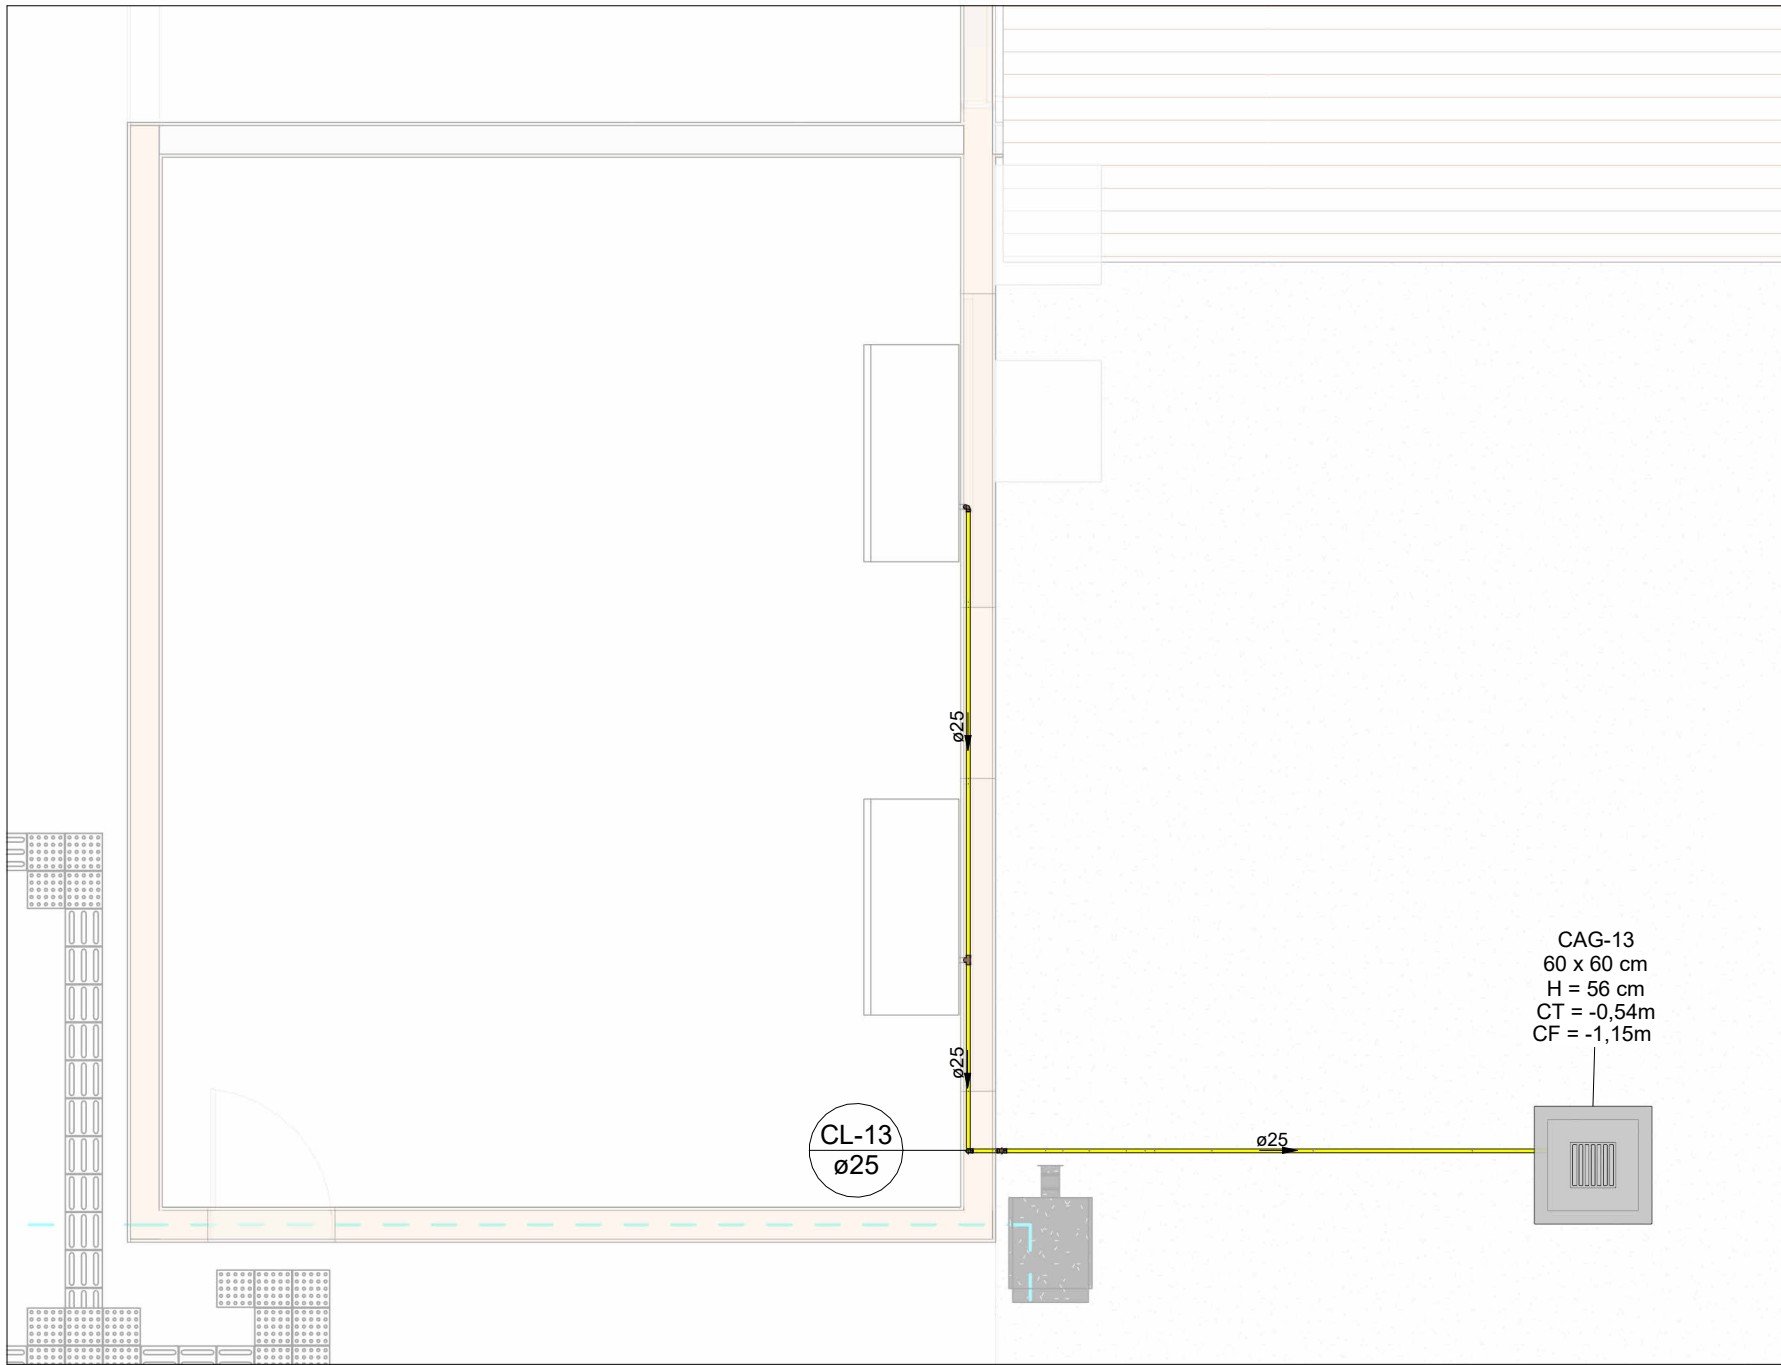 ø25
CAG-13
60 x 60 cm
H = 56 cm
CT = -0,54m
CF = -1,15m
ø25
CL-13
ø25
ø25